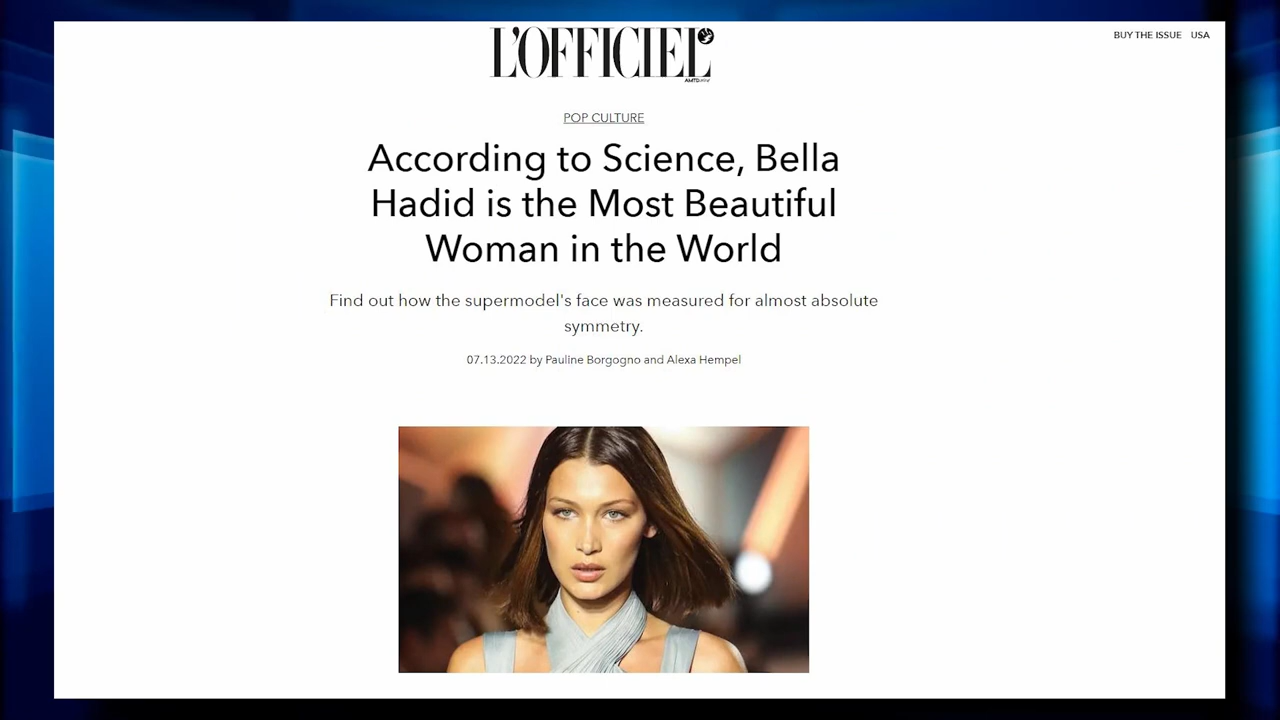 L'OFFICIEL
BUY THE ISSUE USA
POP CULTURE
According to Science, Bella
Hadid is the Most Beautiful
Woman in the World
Find out how the supermodel's face was measured for almost absolute
symmetry.
07.13.2022 by Pauline Borgogno and Alexa Hempel